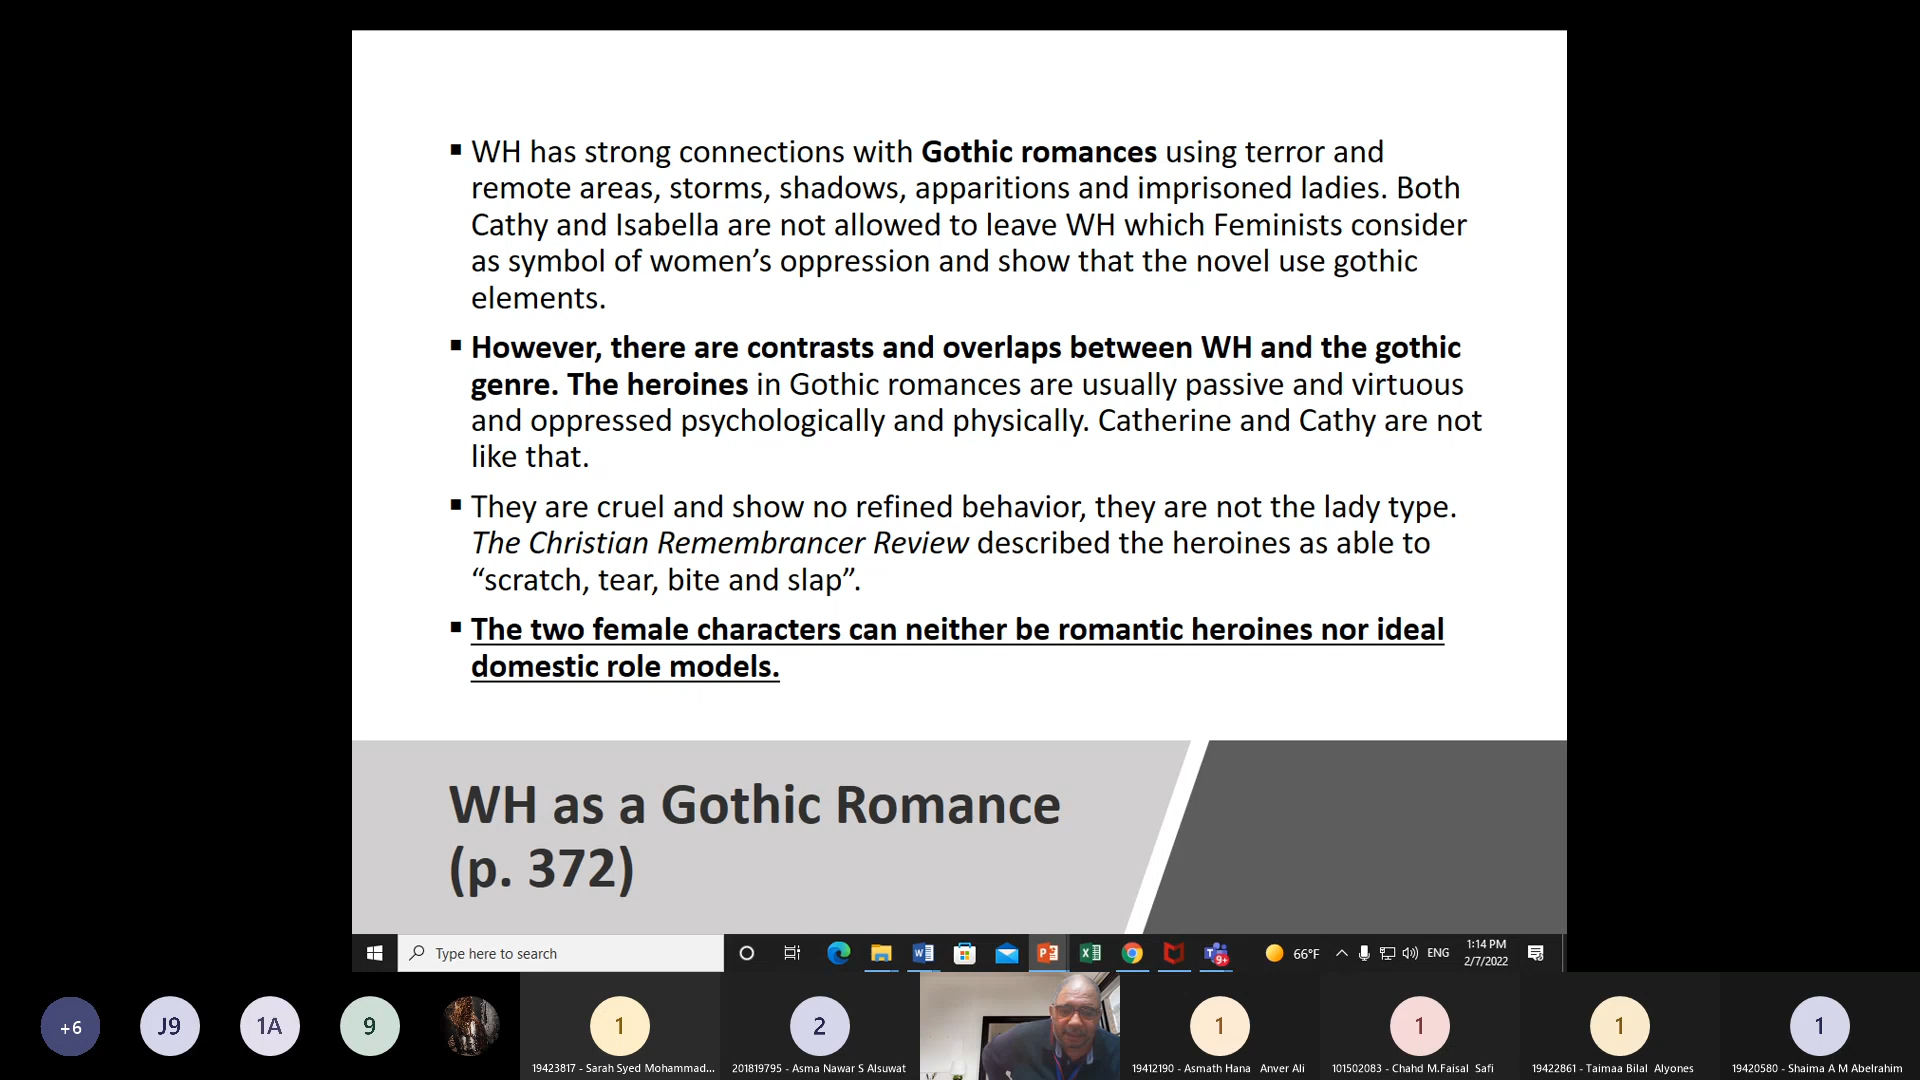 ▪ WH has strong connections with Gothic romances using terror and
remote areas, storms, shadows, apparitions and imprisoned ladies. Both
Cathy and Isabella are not allowed to leave WH which Feminists consider
as symbol of women’s oppression and show that the novel use gothic
elements.
▪ However, there are contrasts and overlaps between WH and the gothic
genre. The heroines in Gothic romances are usually passive and virtuous
and oppressed psychologically and physically. Catherine and Cathy are not
like that.
▪ They are cruel and show no refined behavior, they are not the lady type.
The Christian Remembrancer Review described the heroines as able to
“scratch, tear, bite and slap”.
▪ The two female characters can neither be romantic heroines nor ideal
domestic role models.
WH as a Gothic Romance
(p. 372)
Type here to search
9+
66°F
ENG
1:14 PM
2/7/2022
+6
J9
1A
9
1
2
1
1
1
1
19423817 - Sarah Syed Mohammad...
201819795 - Asma Nawar S Alsuwat
19412190 - Asmath Hana Anver Ali
101502083 - Chahd M.Faisal Safi
19422861 - Taimaa Bilal Alyones
19420580 - Shaima A M Abelrahim